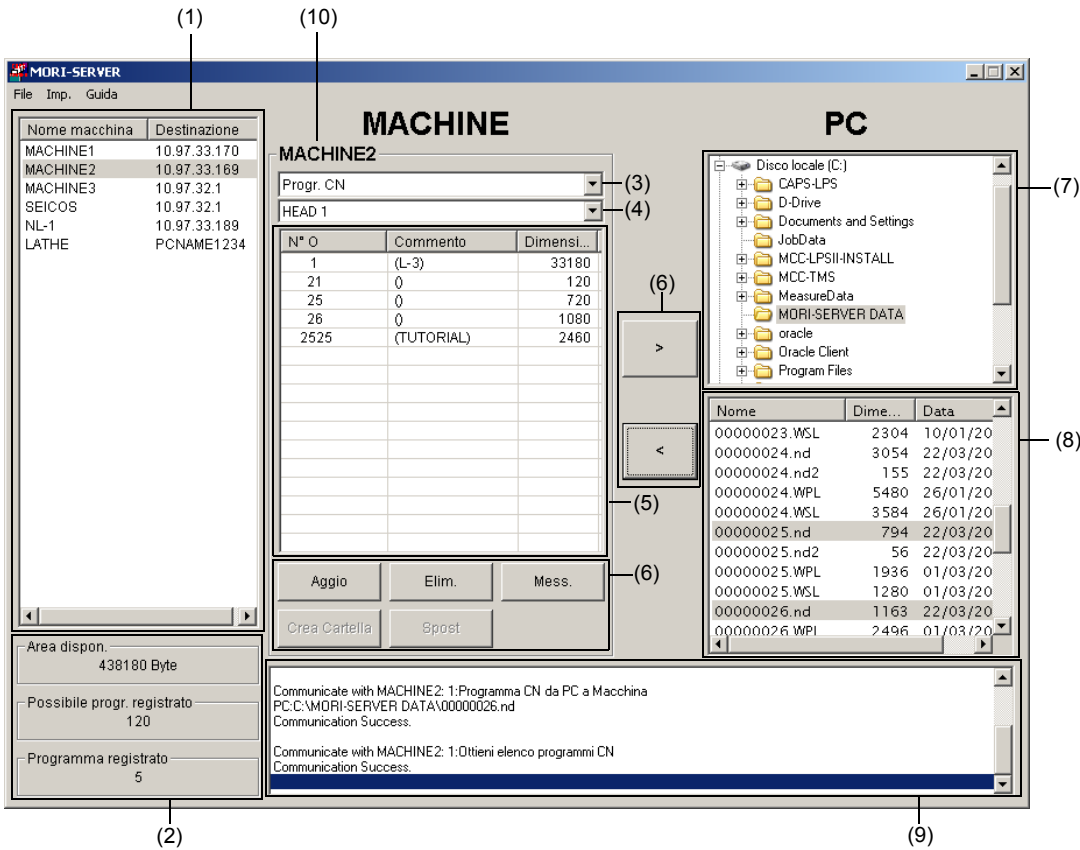 (1)
(10)
MORI-SERVER
File Imp. Guida
MACHINE
PC
Nome macchina Destinazione
MACHINE1 10.97.33.170
MACHINE2 10.97.33.169
MACHINE3 10.97.32.1
SEICOS 10.97.32.1
NL-1 10.97.33.189
LATHE PCNAME1234
MACHINE2
Progr. CN
(3)
HEAD 1
(4)
N° O Commento Dimensi...
1 (L-3) 33180
21 () 120
25 () 720
26 () 1080
2525 (TUTORIAL) 2460
(5)
(6)
>
<
Aggio Elim. Mess.
(6)
Crea Cartella Spost.
Disco locale (C:)
CAPS-LPS
D-Drive
Documents and Settings
JobData
MCC-LPSII-INSTALL
MCC-TMS
MeasureData
MORI-SERVER DATA
oracle
Oracle Client
Program Files
(7)
Nome Dime... Data
00000023.WSL 2304 10/01/20
00000024.nd 3054 22/03/20
00000024.nd2 155 22/03/20
00000024.WPL 5480 26/01/20
00000024.WSL 3584 26/01/20
00000025.nd 794 22/03/20
00000025.nd2 56 22/03/20
00000025.WPL 1936 01/03/20
00000025.WSL 1280 01/03/20
00000026.nd 1163 22/03/20
00000026.WPL 2496 01/03/20
(8)
Area dispon.
438180 Byte
Possibile progr. registrato
120
Programma registrato
5
(2)
Communicate with MACHINE2: 1:Programma CN da PC a Macchina
PC:C:\MORI-SERVER DATA\00000026.nd
Communication Success.
Communicate with MACHINE2: 1:Ottieni elenco programmi CN
Communication Success.
(9)